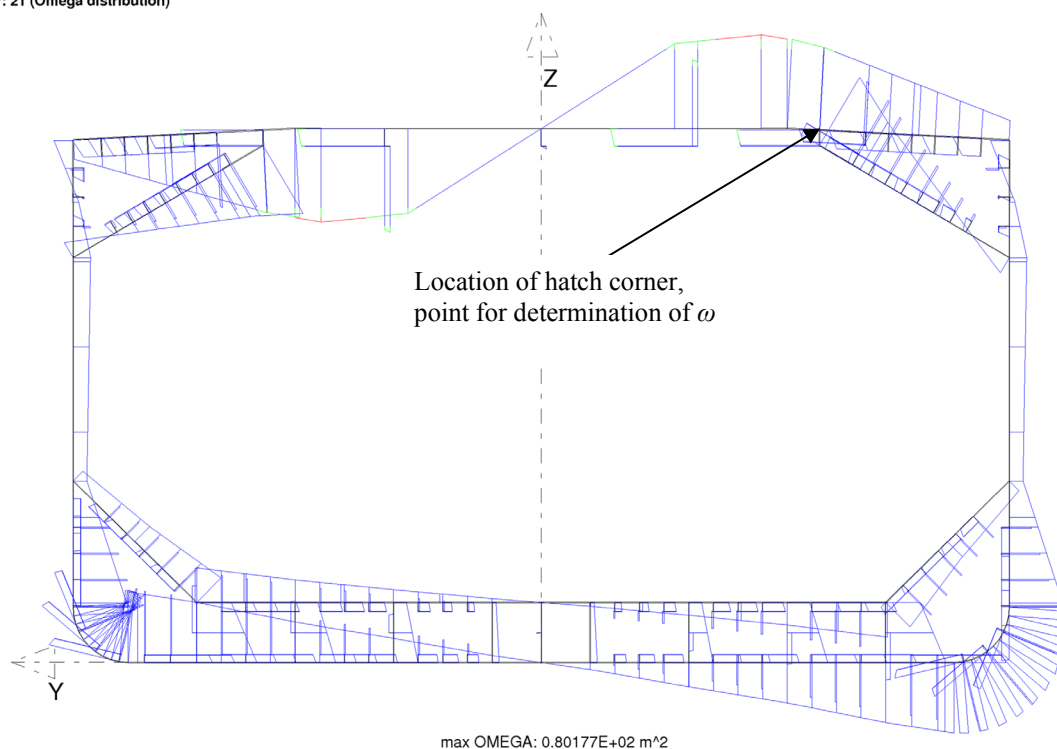 : 21 (Omega distribution)
Z
Location of hatch corner,
point for determination of ω
Y
max OMEGA: 0.80177E+02 m^2